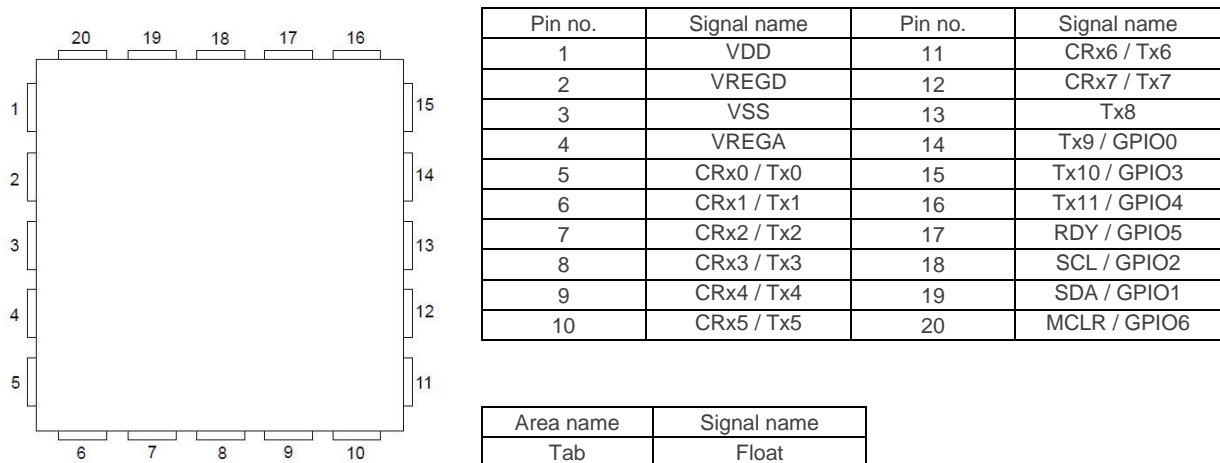 20 19 18 17 16
1 15
2 14
3 13
4 12
5 11
6 7 8 9 10
Pin no. Signal name Pin no. Signal name
1 VDD 11 CRx6 / Tx6
2 VREGD 12 CRx7 / Tx7
3 VSS 13 Tx8
4 VREGA 14 Tx9 / GPIO0
5 CRx0 / Tx0 15 Tx10 / GPIO3
6 CRx1 / Tx1 16 Tx11 / GPIO4
7 CRx2 / Tx2 17 RDY / GPIO5
8 CRx3 / Tx3 18 SCL / GPIO2
9 CRx4 / Tx4 19 SDA / GPIO1
10 CRx5 / Tx5 20 MCLR / GPIO6
Area name Signal name
Tab Float